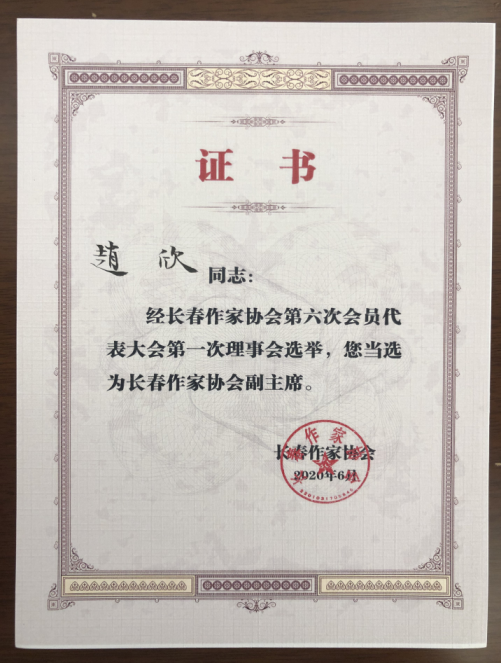 证书
赵欣 同志：
经长春作家协会第六次会员代
表大会第一次理事会选举，您当选
为长春作家协会副主席。
长春作家协会
2020年6月